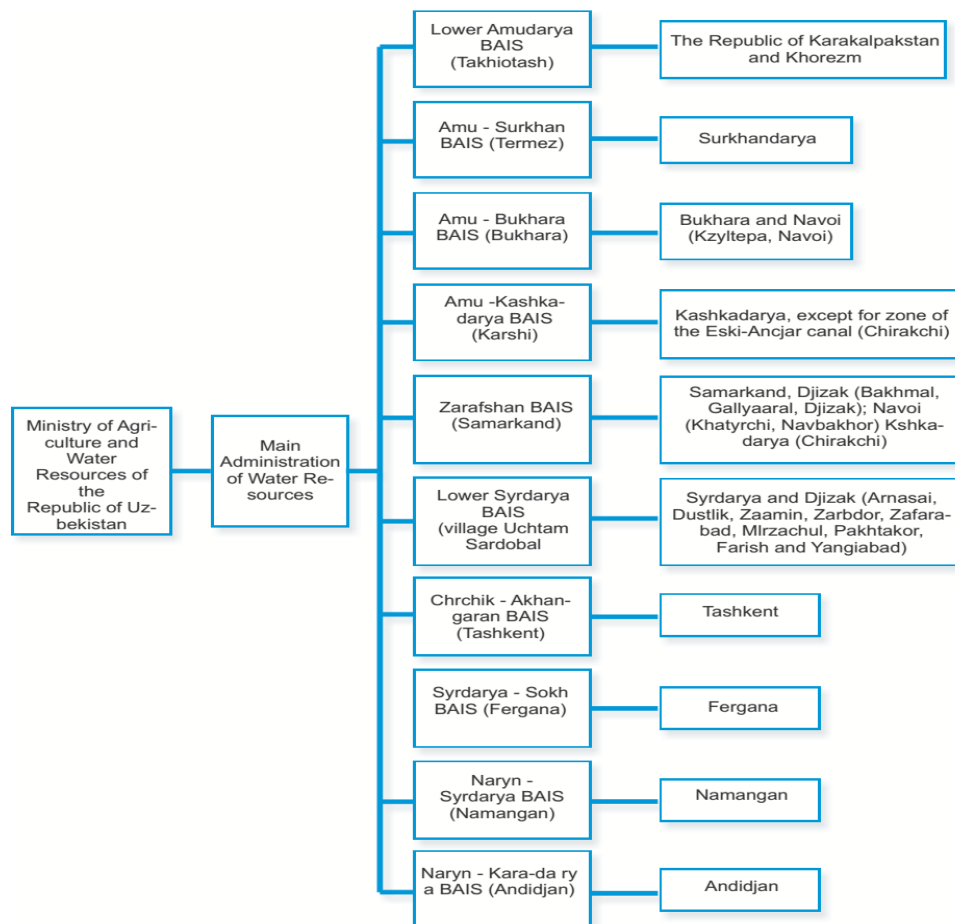 Lower Amudarya
BAIS
(Takhiotash)
The Republic of Karakalpakstan
and Khorezm
Amu - Surkhan
BAIS (Termez)
Surkhandarya
Amu - Bukhara
BAIS (Bukhara)
Bukhara and Navoi
(Kzyltepa, Navoi)
Amu -Kashka-
darya BAIS
(Karshi)
Kashkadarya, except for zone of
the Eski-Ancjar canal (Chirakchi)
Ministry of Agri-
culture and
Water
Resources of
the
Republic of Uz-
bekistan
Main
Administration
of Water Re-
sources
Zarafshan BAIS
(Samarkand)
Samarkand, Djizak (Bakhmal,
Gallyaaral, Djizak); Navoi
(Khatyrchi, Navbakhor) Kshka-
darya (Chirakchi)
Lower Syrdarya
BAIS
(village Uchtam
Sardobal
Syrdarya and Djizak (Arnasai,
Dustlik, Zaamin, Zarbdor, Zafara-
bad, MIrzachul, Pakhtakor,
Farish and Yangiabad)
Chrchik - Akhan-
garan BAIS
(Tashkent)
Tashkent
Syrdarya - Sokh
BAIS (Fergana)
Fergana
Naryn -
Syrdarya BAIS
(Namangan)
Namangan
Naryn - Kara-da ry
a BAIS (Andidjan)
Andidjan